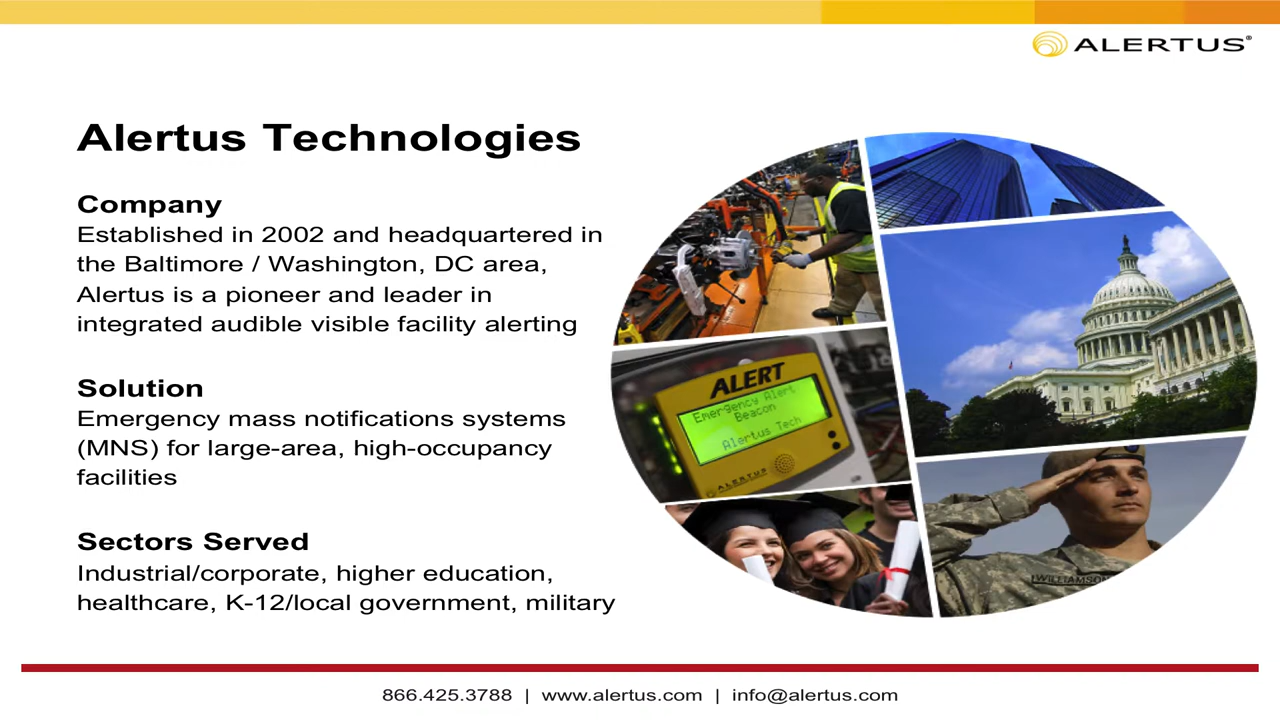 ALERTUS®
Alertus Technologies
Company
Established in 2002 and headquartered in
the Baltimore / Washington, DC area,
Alertus is a pioneer and leader in
integrated audible visible facility alerting
Solution
Emergency mass notifications systems
(MNS) for large-area, high-occupancy
facilities
Sectors Served
Industrial/corporate, higher education,
healthcare, K-12/local government, military
ALERT
Emergency Alert
Beacon
Alertus Tech
ALERTUS
WILLIAMSON
866.425.3788 | www.alertus.com | info@alertus.com